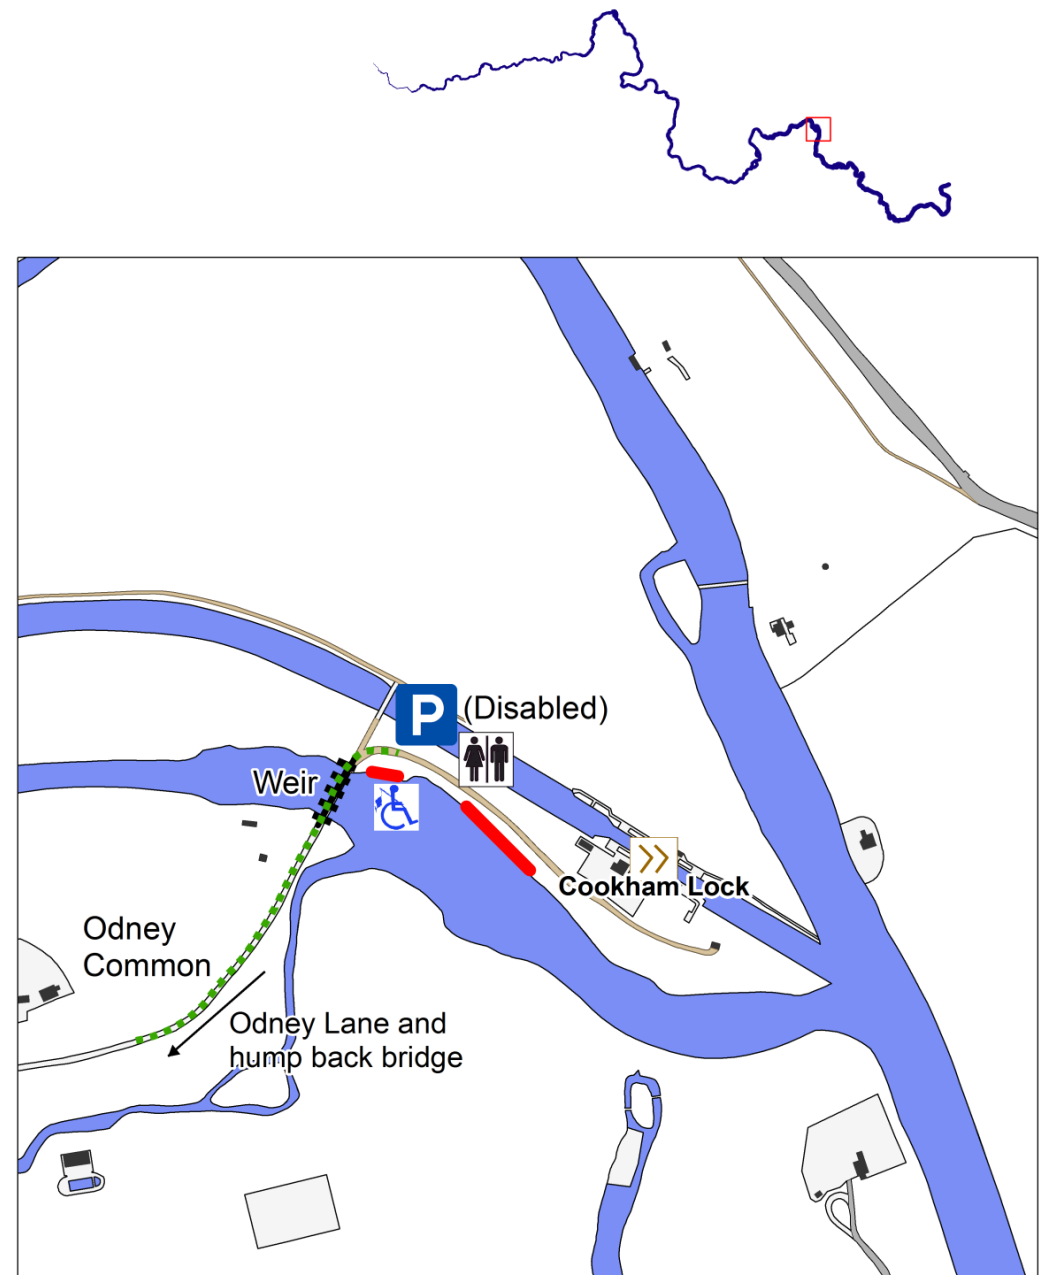 P (Disabled)
Weir
Cookham Lock
Odney
Common
Odney Lane and
hump back bridge